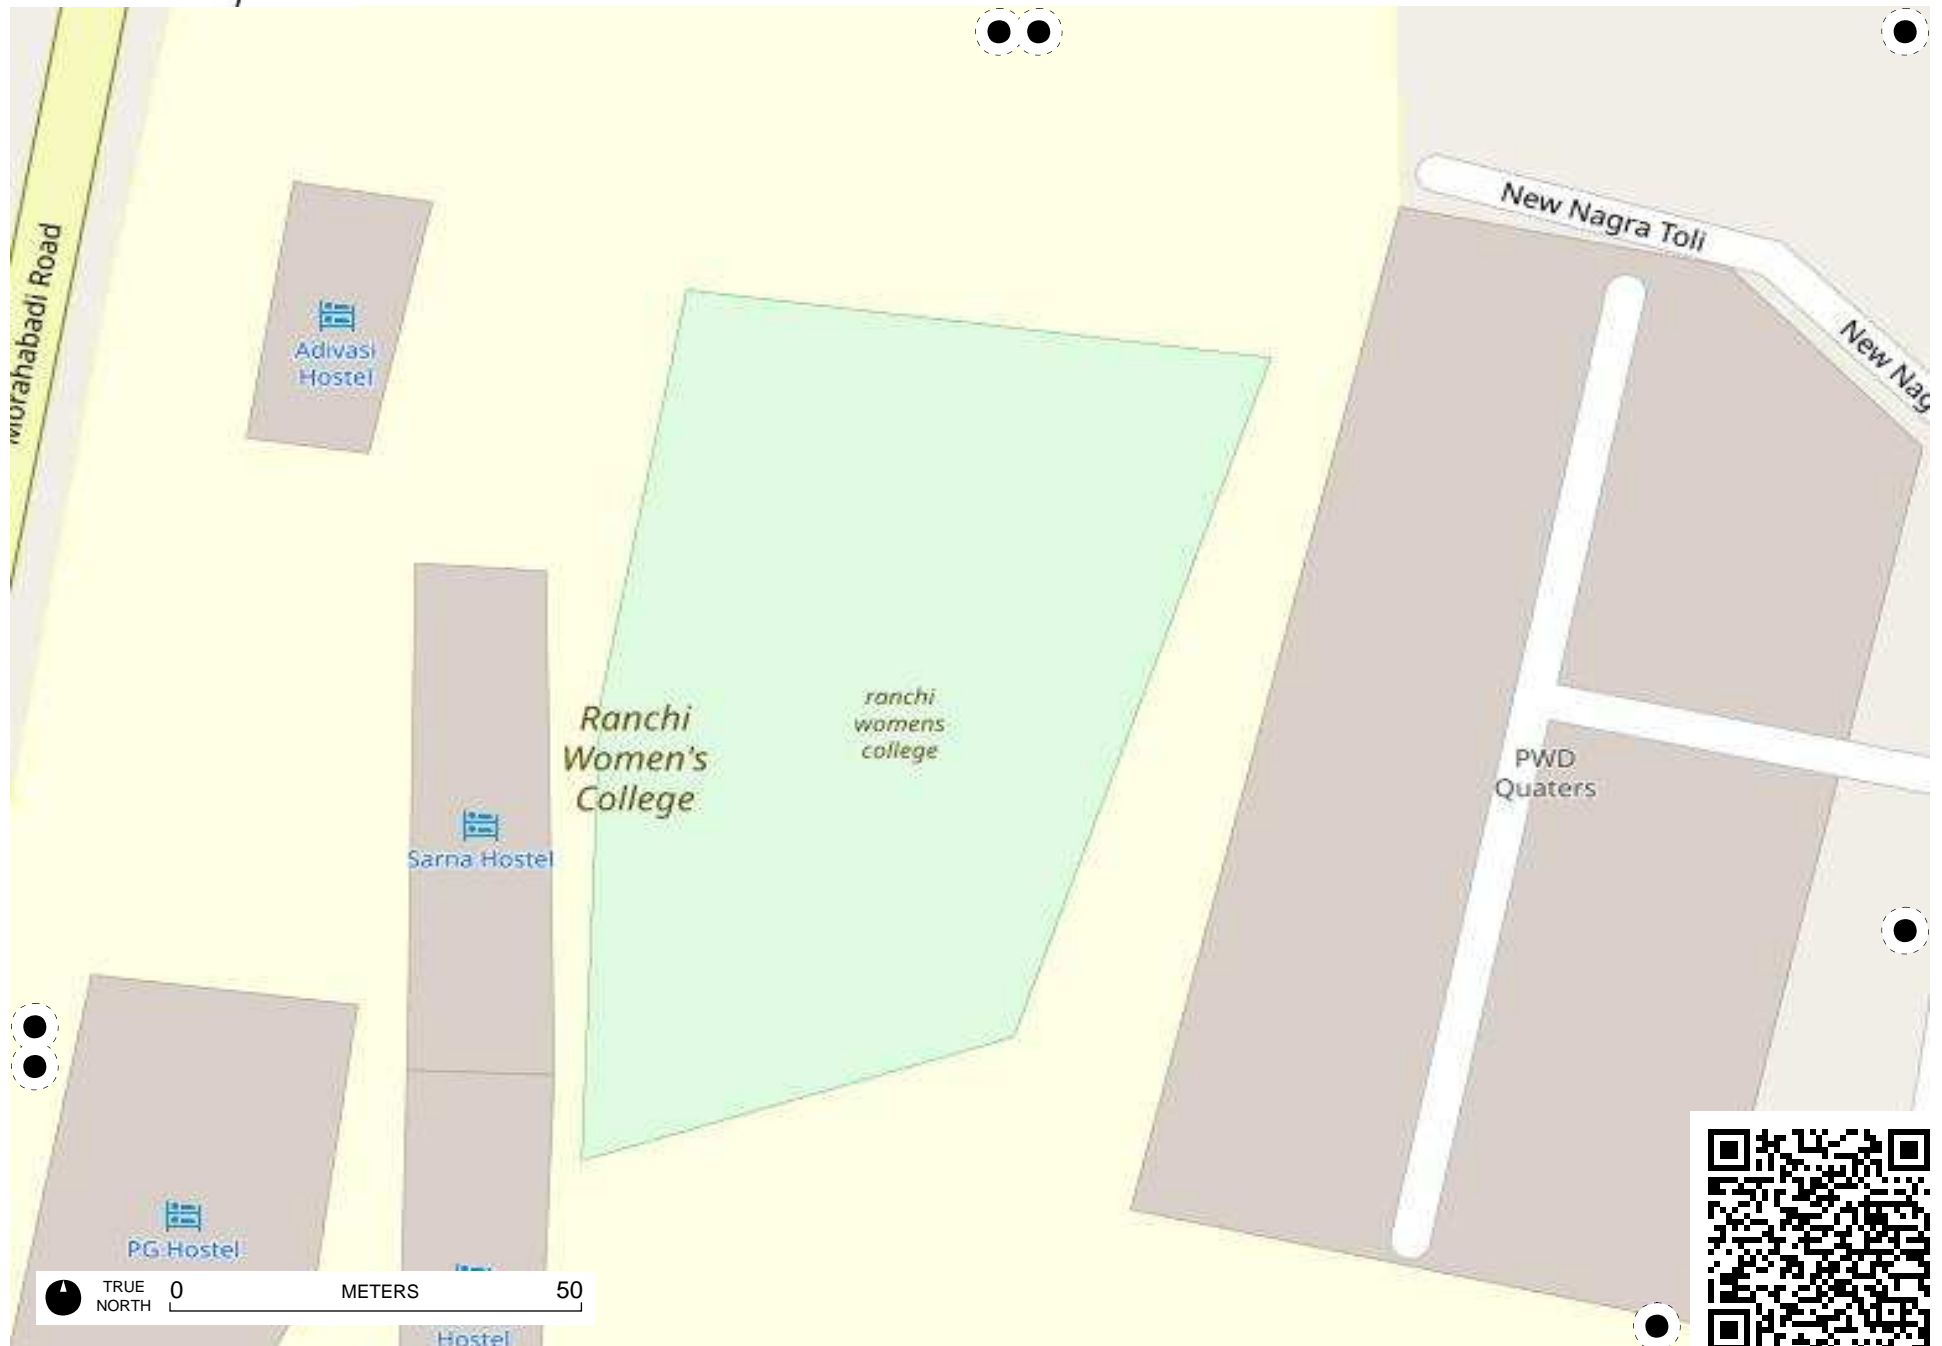 New Nagra Toli
Morahabadi Road
New Nag
Adivasi
Hostel
Ranchi
Women's
College
ranchi
womens
college
PWD
Quaters
Sarna Hostel
PG Hostel
TRUE
NORTH
0
METERS
50
Hostel